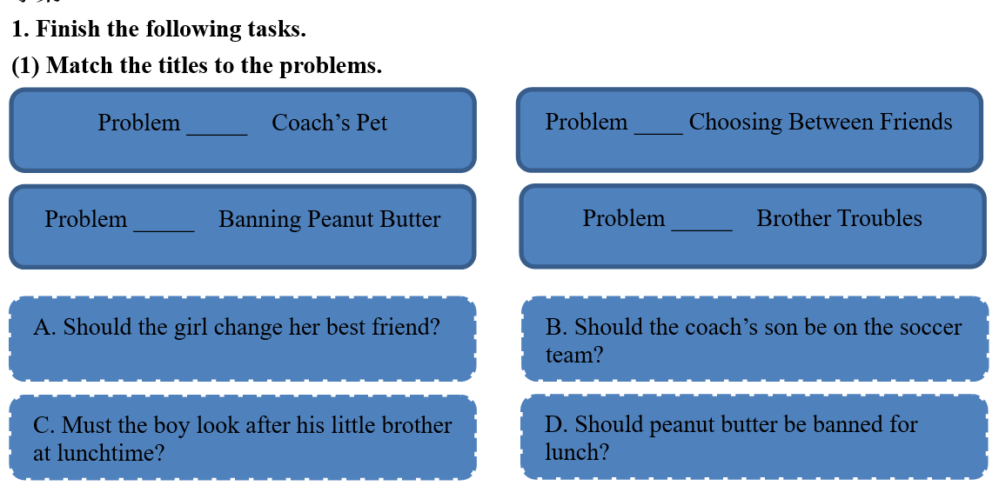 1. Finish the following tasks.
(1) Match the titles to the problems.
Problem _____ Coach’s Pet
Problem ____ Choosing Between Friends
Problem _____ Banning Peanut Butter
Problem _____ Brother Troubles
A. Should the girl change her best friend?
B. Should the coach’s son be on the soccer
team?
C. Must the boy look after his little brother
at lunchtime?
D. Should peanut butter be banned for
lunch?